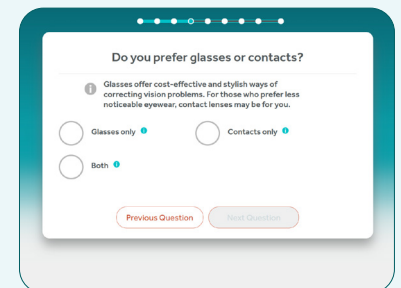 Do you prefer glasses or contacts?
Glasses offer cost-effective and stylish ways of
correcting vision problems. For those who prefer less
noticeable eyewear, contact lenses may be for you.
Glasses only
Contacts only
Both
Previous Question
Next Question